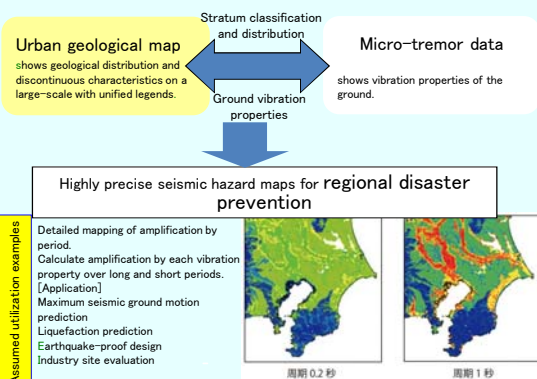 Stratum classification
and distribution
Urban geological map
shows geological distribution and
discontinuous characteristics on a
large-scale with unified legends.
Micro-tremor data
shows vibration properties of the
ground.
Ground vibration
properties
Highly precise seismic hazard maps for regional disaster
prevention
Assumed utilization examples
Detailed mapping of amplification by
period.
Calculate amplification by each vibration
property over long and short periods.
[Application]
Maximum seismic ground motion
prediction
Liquefaction prediction
Earthquake-proof design
Industry site evaluation
周期 0.2 秒
周期 1 秒